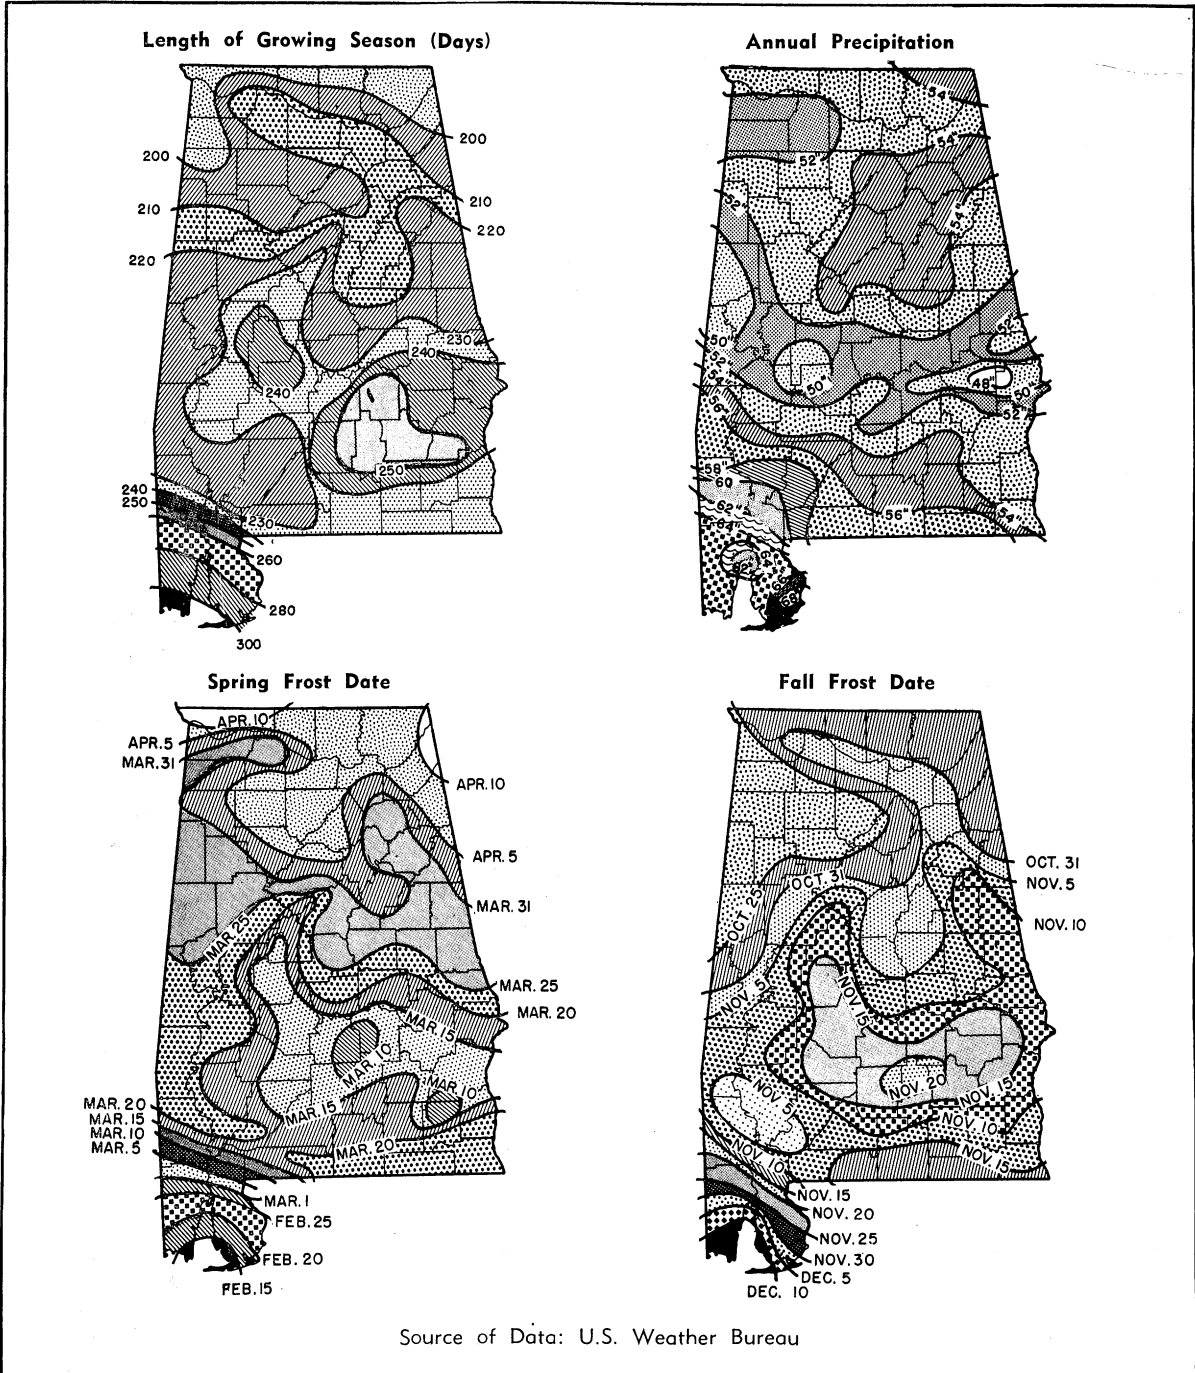 Length of Growing Season (Days)
200
200
210
210
220
220
230
240
240
250
240
250
230
260
280
300
Annual Precipitation
54"
54"
52"
52"
54"
52"
50"
52"
54"
56"
50"
48"
50"
52"
58"
60
62"
64"
56"
54"
62"
64
66
68"
Spring Frost Date
APR. 10
APR. 5
MAR. 31
APR. 10
APR. 5
MAR. 31
MAR 25
MAR. 25
MAR. 20
MAR. 15
MAR. 10
MAR. 10
MAR. 15
MAR. 20
MAR. 20
MAR. 15
MAR. 10
MAR. 5
MAR. 1
FEB. 25
FEB. 20
FEB. 15
Fall Frost Date
OCT. 31
NOV. 5
NOV. 10
OCT. 31
OCT 25
NOV. 5
NOV. 15
NOV. 20
NOV. 15
NOV. 5
NOV. 10
NOV. 10
NOV. 15
NOV. 15
NOV. 20
NOV. 25
NOV. 30
DEC. 5
DEC. 10
Source of Data: U.S. Weather Bureau